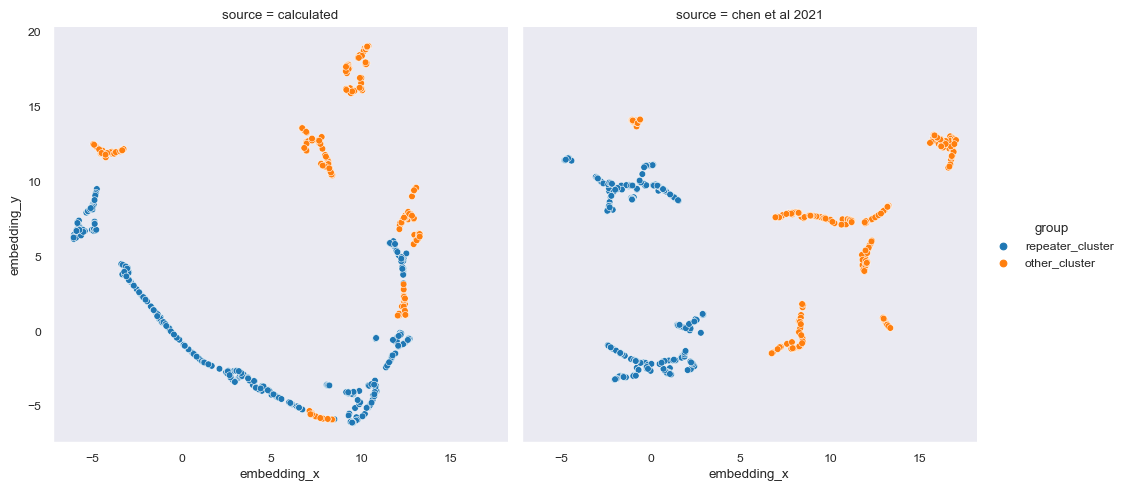 source = calculated
source = chen et al 2021
20
15
10
5
0
−5
embedding_y
−5
0
5
10
15
embedding_x
−5
0
5
10
15
embedding_x
group
repeater_cluster
other_cluster